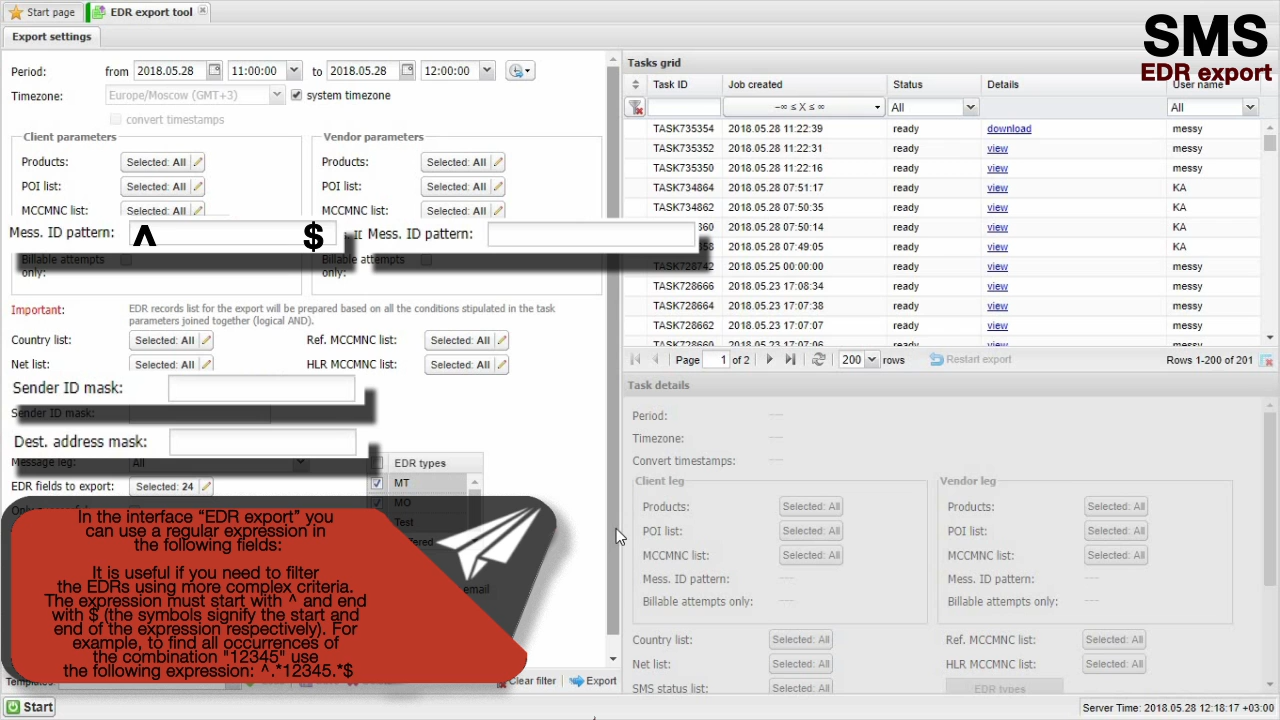 Start page
EDR export tool
SMS
EDR export
Export settings
Period:
from
2018.05.28
11:00:00
to
2018.05.28
12:00:00
Timezone:
Europe/Moscow (GMT+3)
system timezone
convert timestamps
Client parameters
Vendor parameters
Products:
Selected: All
Products:
Selected: All
POI list:
Selected: All
POI list:
Selected: All
MCCMNC list:
Selected: All
MCCMNC list:
Selected: All
Mess. ID pattern:
^
$
Mess. ID pattern:
Billable attempts
only:
Billable attempts
only:
Important:
EDR records list for the export will be prepared based on all the conditions stipulated in the task
parameters joined together (logical AND).
Country list:
Selected: All
Ref. MCCMNC list:
Selected: All
Net list:
Selected: All
HLR MCCMNC list:
Selected: All
Sender ID mask:
Sender ID mask:
Dest. address mask:
Message leg:
All
EDR fields to export:
Selected: 24
EDR types
MT
MO
Test
In the interface “EDR export” you
can use a regular expression in
the following fields:
It is useful if you need to filter
the EDRs using more complex criteria.
The expression must start with ^ and end
with $ (the symbols signify the start and
end of the expression respectively). For
example, to find all occurrences of
the combination "12345" use
the following expression: ^.*12345.*$
email
Clear filter
Export
Tasks grid
Task ID
Job created
Status
Details
User name
−∞ ≤ X ≤ ∞
All
All
TASK735354
2018.05.28 11:22:39
ready
download
messy
TASK735352
2018.05.28 11:22:31
ready
view
messy
TASK735350
2018.05.28 11:22:16
ready
view
messy
TASK734864
2018.05.28 07:51:17
ready
view
KA
TASK734862
2018.05.28 07:50:35
ready
view
KA
860
2018.05.28 07:50:14
ready
view
KA
858
2018.05.28 07:49:05
ready
view
KA
TASK728742
2018.05.25 00:00:00
ready
view
messy
TASK728666
2018.05.23 17:08:34
ready
view
messy
TASK728664
2018.05.23 17:07:38
ready
view
messy
TASK728662
2018.05.23 17:07:07
ready
view
messy
TASK728660
2018.05.23 17:07:06
ready
view
messy
Page
1
of 2
200
rows
Restart export
Rows 1-200 of 201
Task details
Period:
----
Timezone:
----
Convert timestamps:
----
Client leg
Vendor leg
Products:
Selected: All
Products:
Selected: All
POI list:
Selected: All
POI list:
Selected: All
MCCMNC list:
Selected: All
MCCMNC list:
Selected: All
Mess. ID pattern:
----
Mess. ID pattern:
----
Billable attempts only:
----
Billable attempts only:
----
Country list:
Selected: All
Ref. MCCMNC list:
Selected: All
Net list:
Selected: All
HLR MCCMNC list:
Selected: All
SMS status list:
Selected: All
EDR types
Start
Server Time: 2018.05.28 12:18:17 +03:00